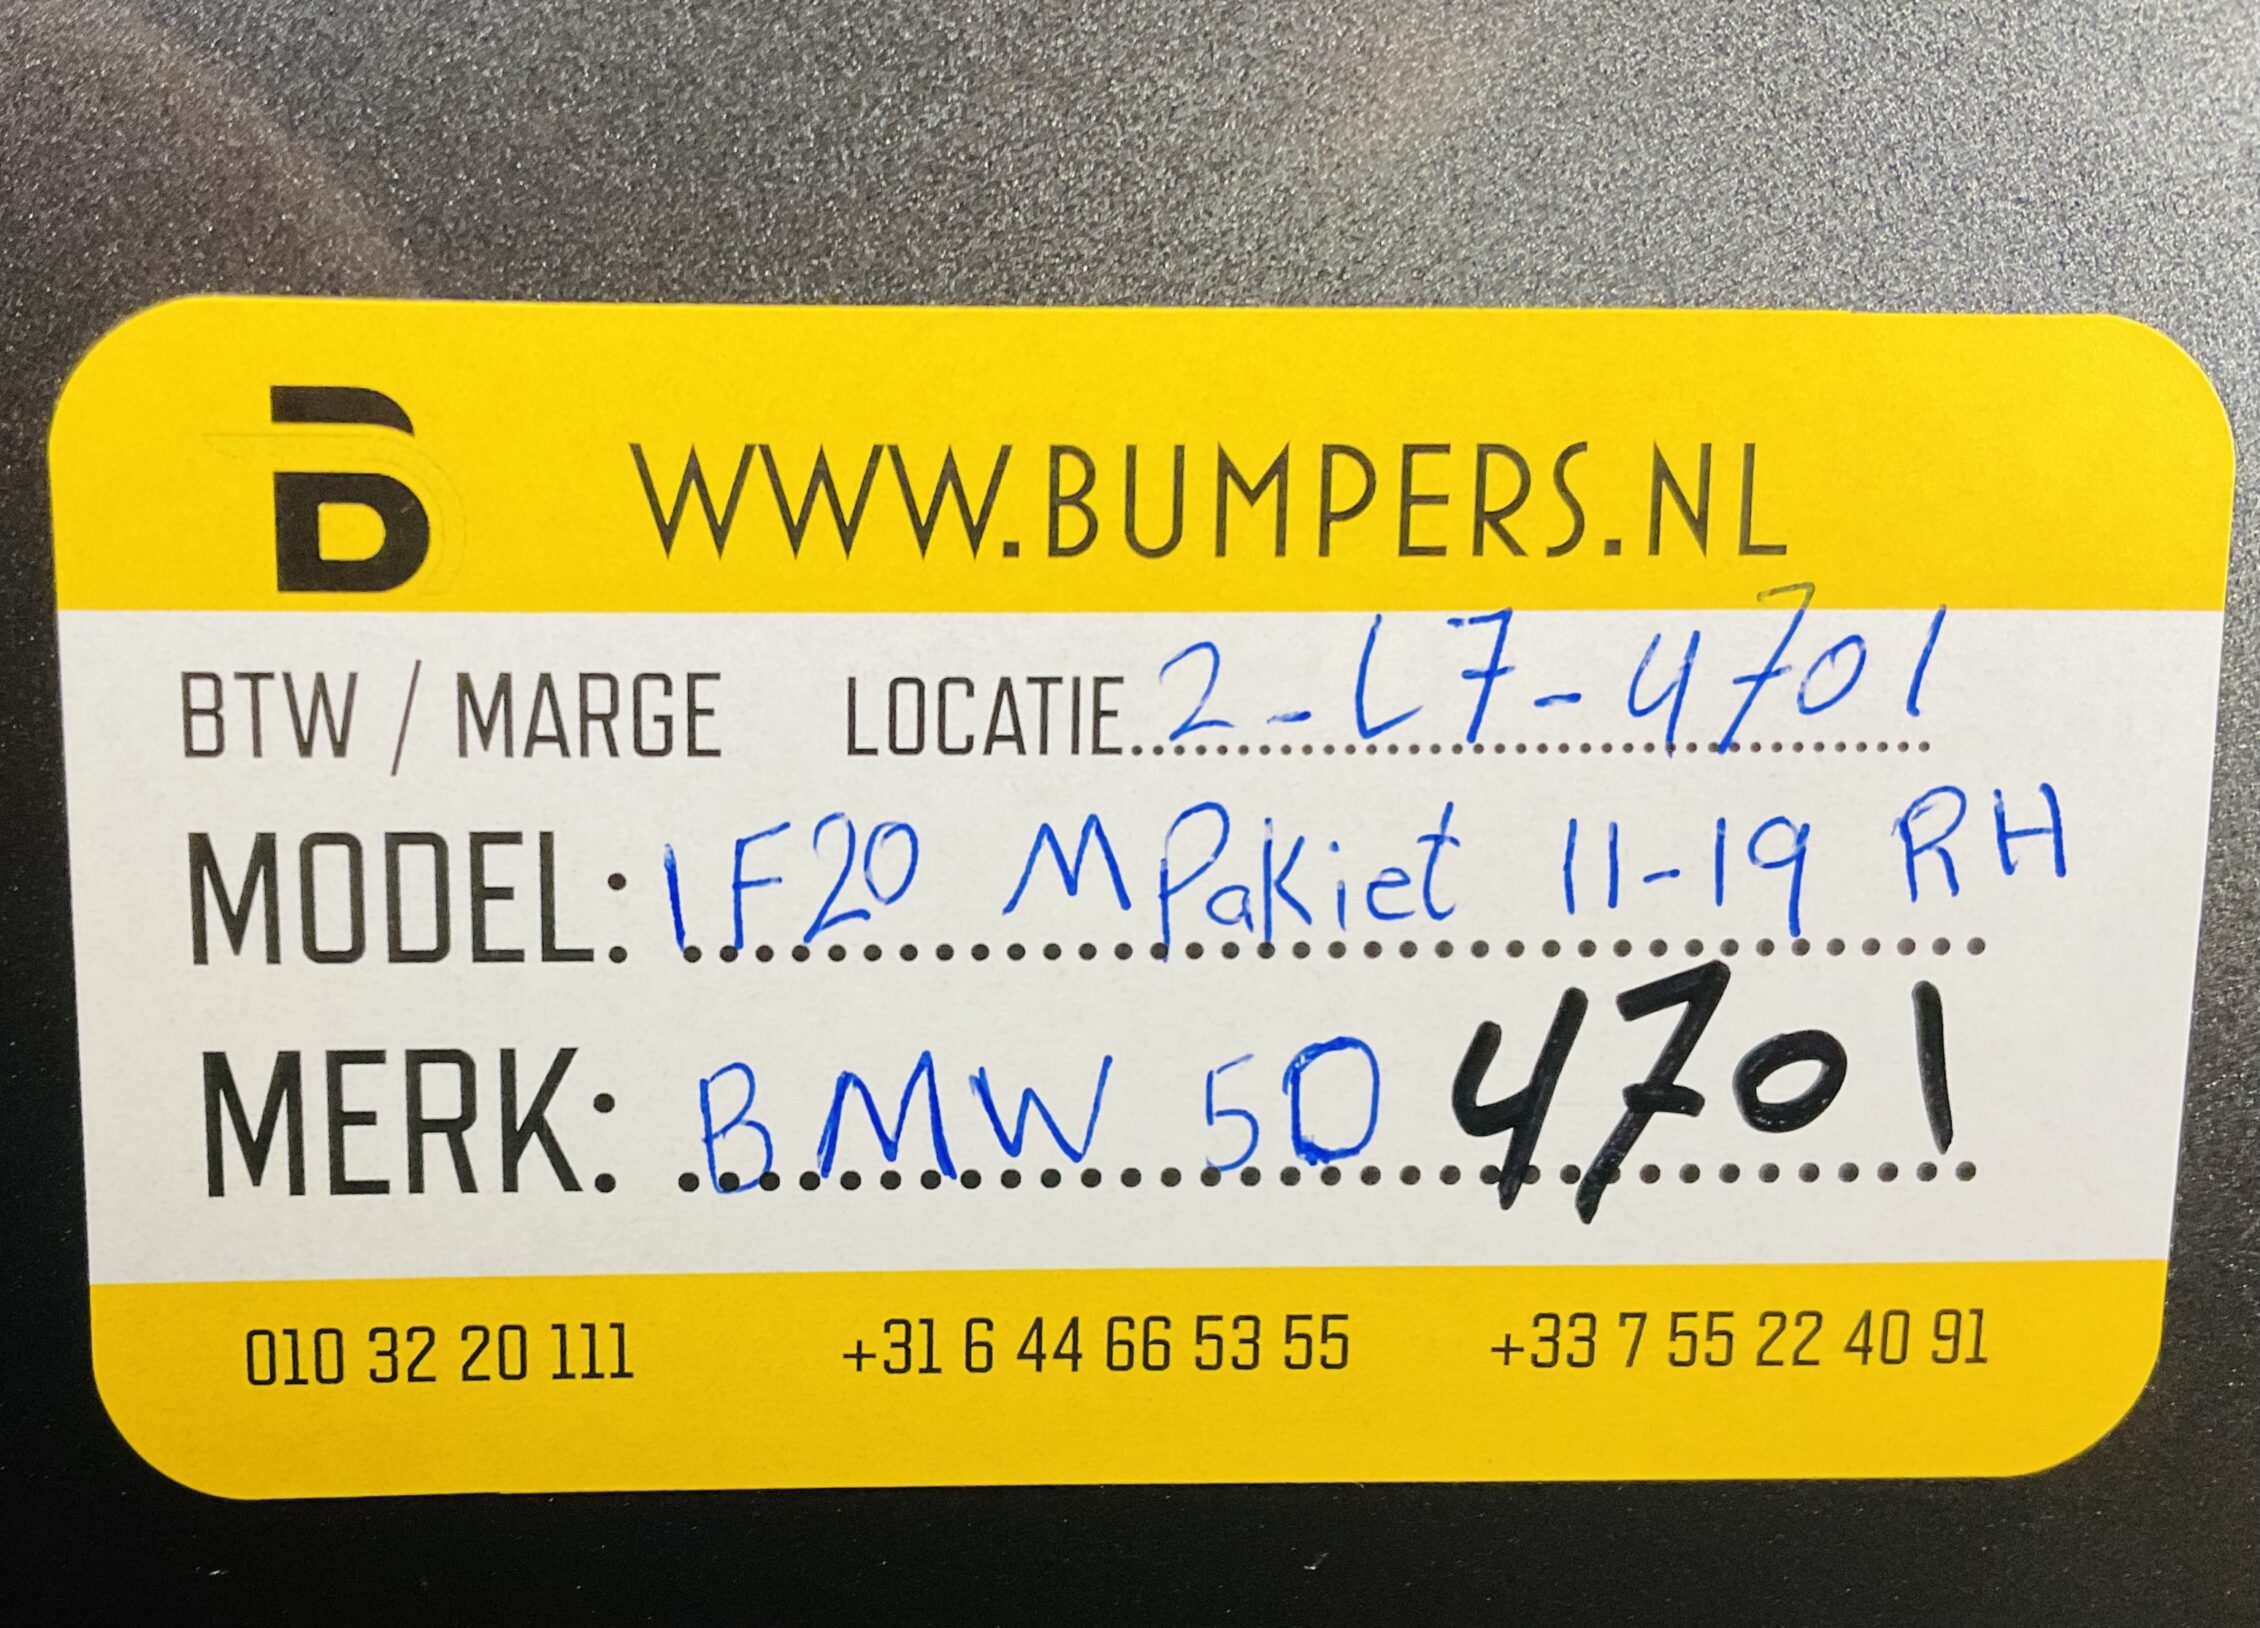 B WWW.BUMPERS.NL
BTW / MARGE LOCATIE 2-L7-4701
MODEL: 1F20 M Pakiet 11-19 RH
MERK: BMW 5D 4701
010 32 20 111 +31 6 44 66 53 55 +33 7 55 22 40 91